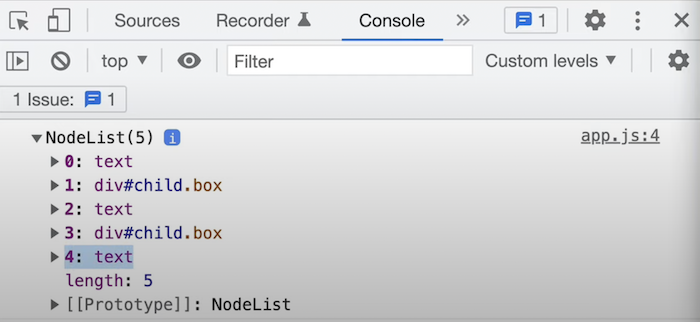 Sources Recorder Console 1
top Filter Custom levels
1 Issue: 1
NodeList(5) i app.js:4
0: text
1: div#child.box
2: text
3: div#child.box
4: text
length: 5
[[Prototype]]: NodeList